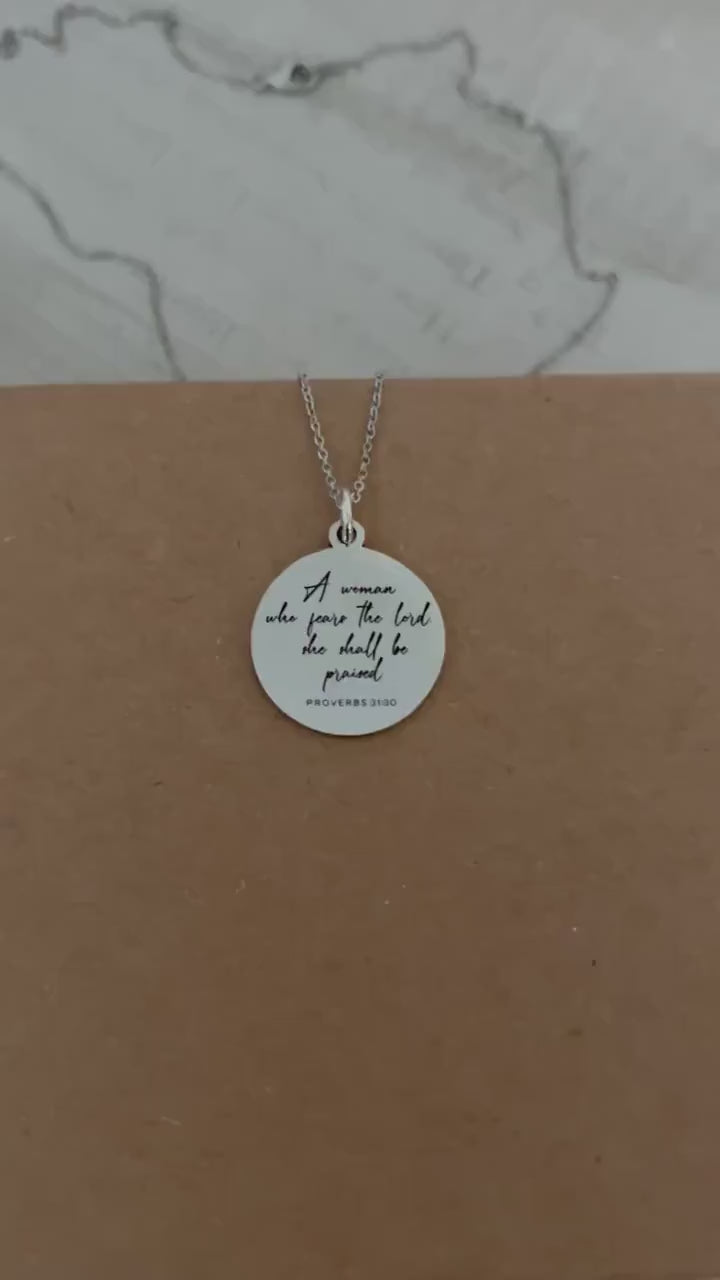 A woman
who fears the lord
she shall be
praised
PROVERBS 31:30